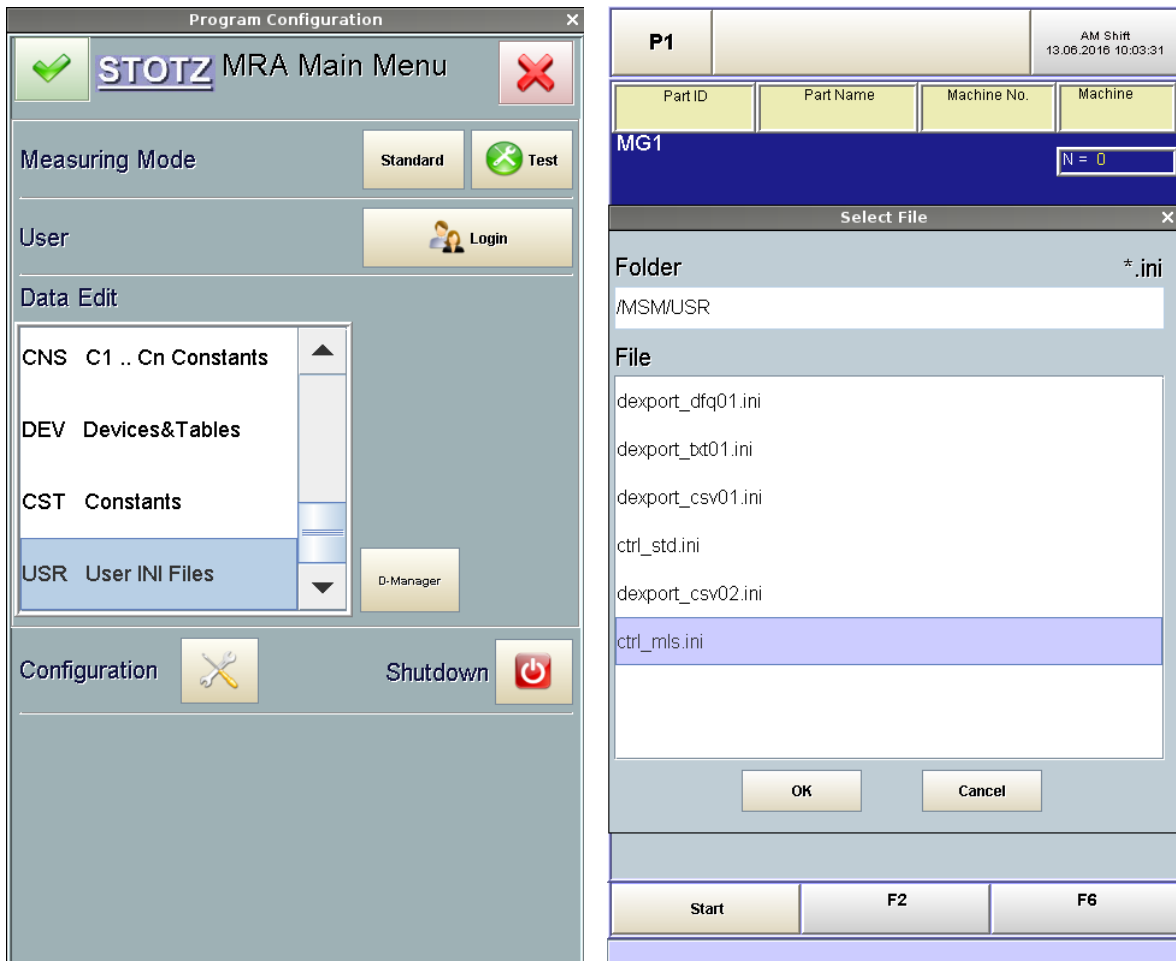 Program Configuration
STOTZ MRA Main Menu
Measuring Mode
Standard
Test
User
Login
Data Edit
CNS C1 .. Cn Constants
DEV Devices&Tables
CST Constants
USR User INI Files
D-Manager
Configuration
Shutdown
P1
AM Shift
13.06.2016 10:03:31
Part ID
Part Name
Machine No.
Machine
MG1
N = 0
Select File
Folder
*.ini
/MSM/USR
File
dexport_dfq01.ini
dexport_txt01.ini
dexport_csv01.ini
ctrl_std.ini
dexport_csv02.ini
ctrl_mls.ini
OK
Cancel
Start
F2
F6